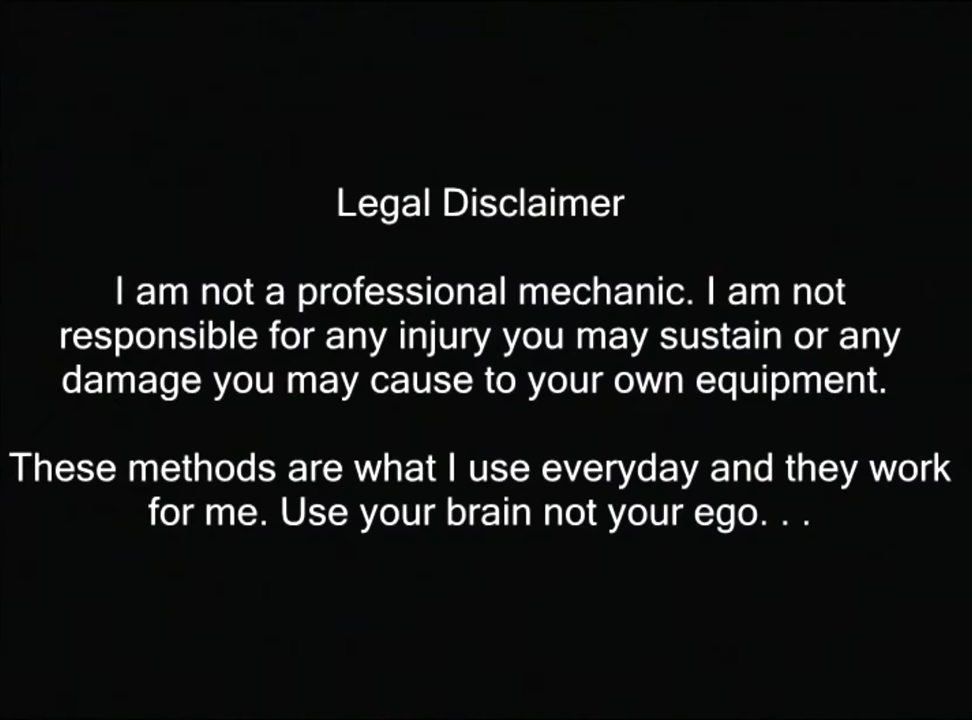 Legal Disclaimer
I am not a professional mechanic. I am not
responsible for any injury you may sustain or any
damage you may cause to your own equipment.
These methods are what I use everyday and they work
for me. Use your brain not your ego. . .